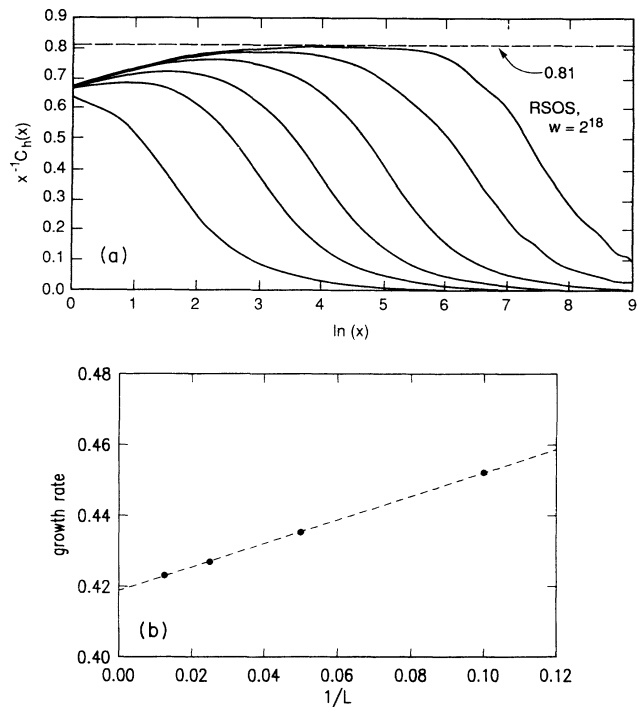 0.9
0.8
0.7
0.6
0.5
0.4
0.3
0.2
0.1
0.0
x⁻¹Cₕ(x)
0.81
RSOS,
w = 2¹⁸
(a)
0 1 2 3 4 5 6 7 8 9
ln (x)
0.48
0.46
0.44
0.42
0.40
growth rate
(b)
0.00 0.02 0.04 0.06 0.08 0.10 0.12
1/L